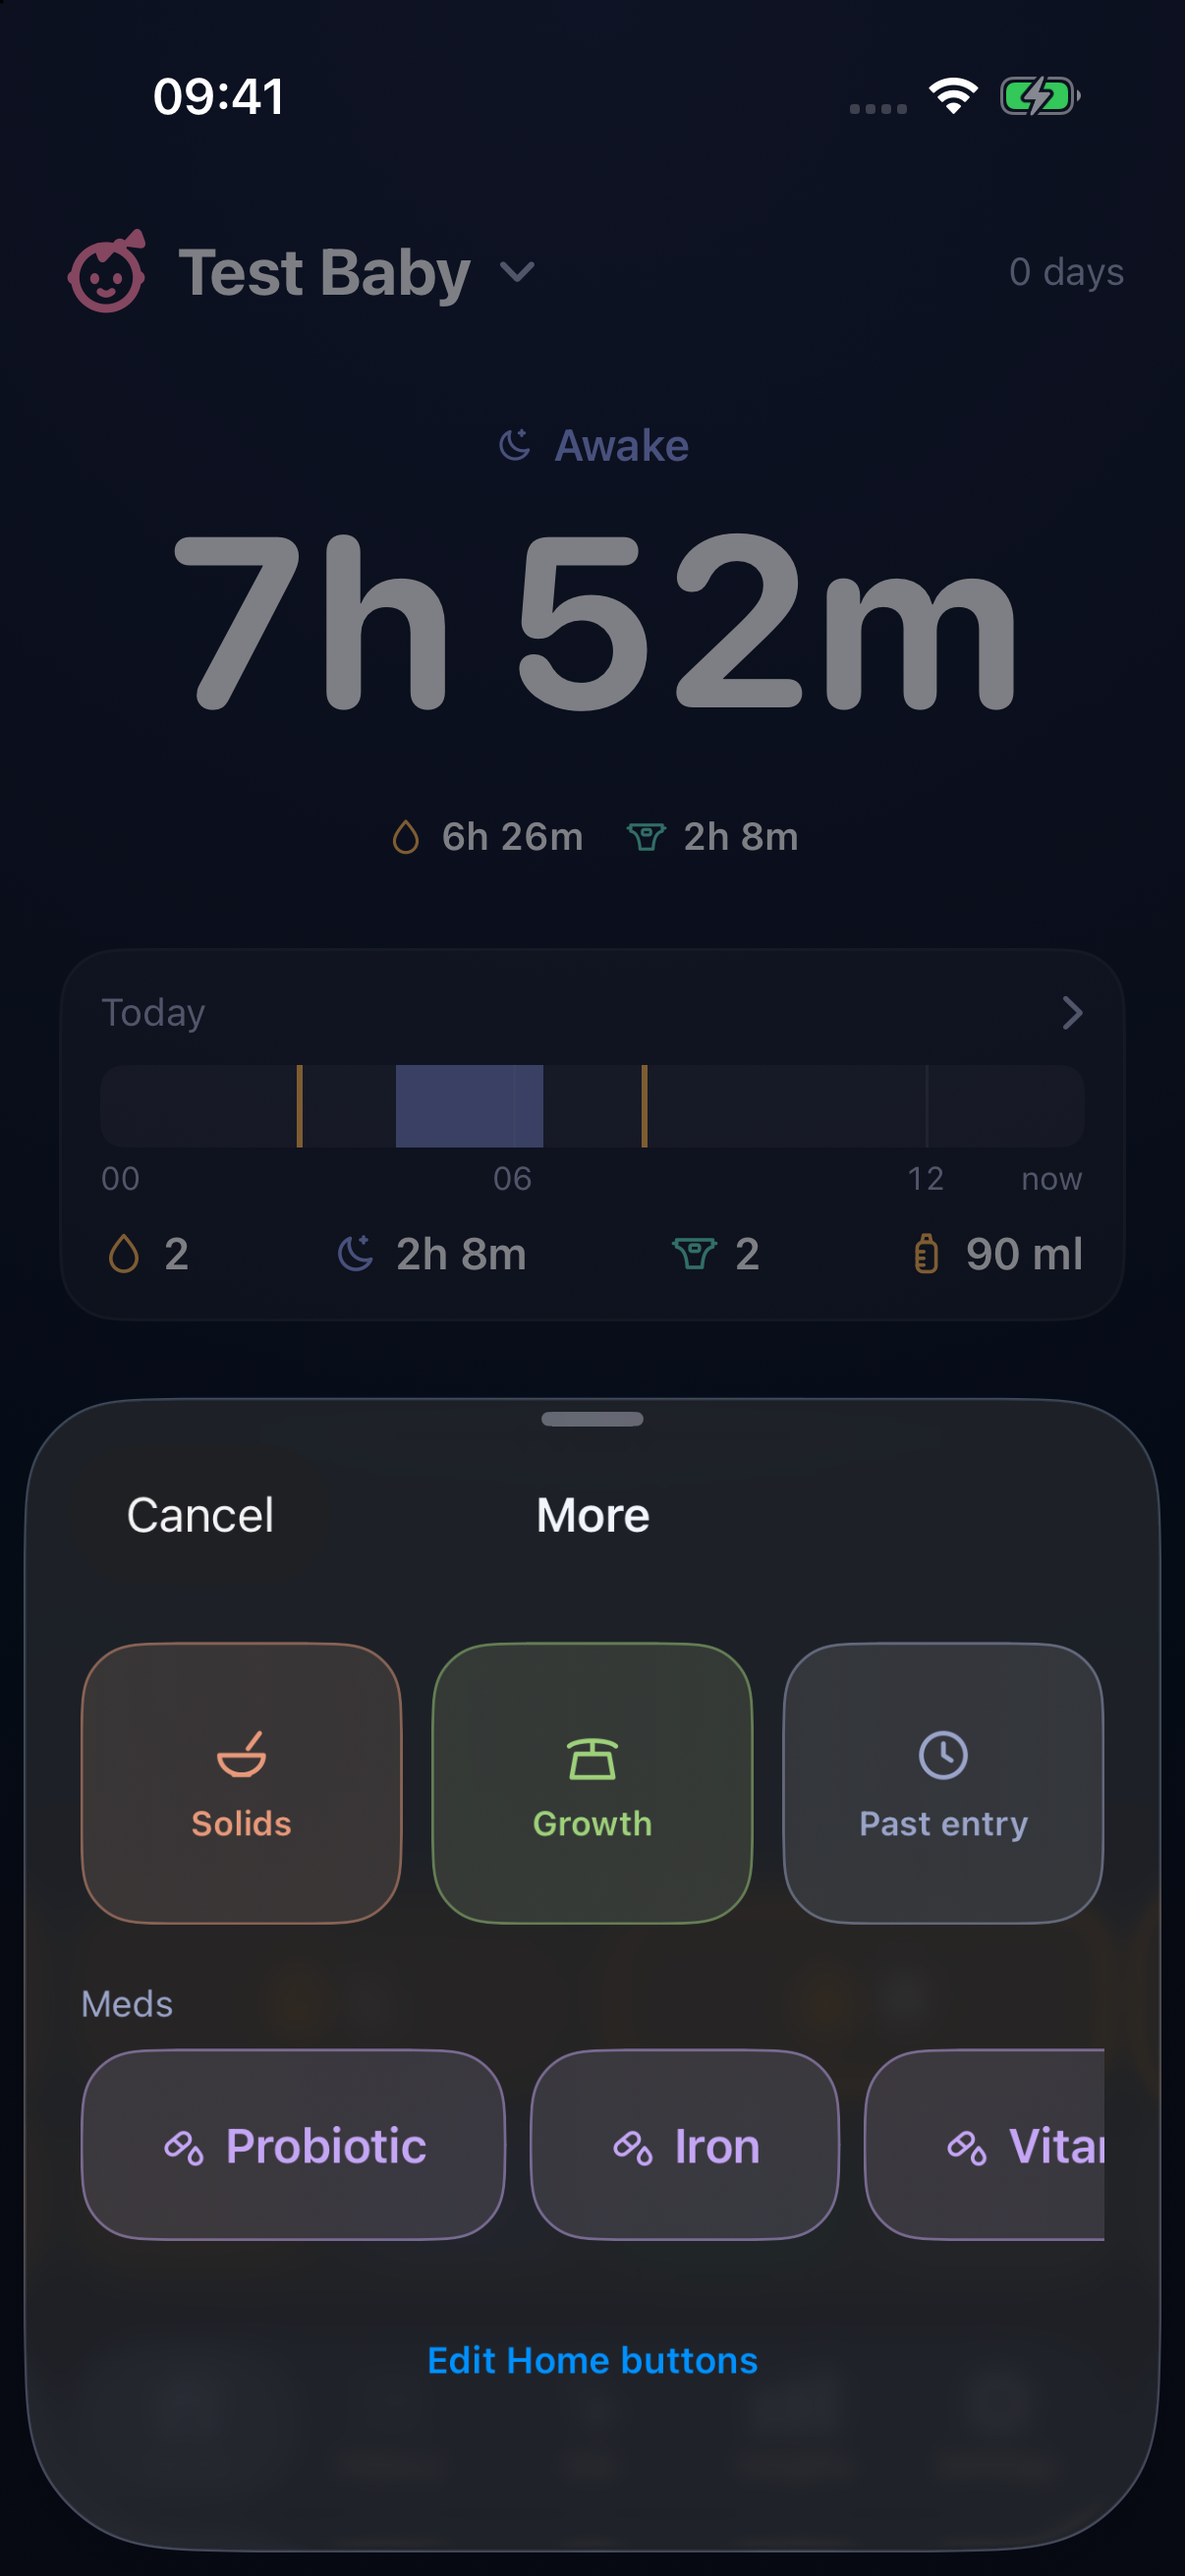 09:41
Test Baby
0 days
Awake
7h 52m
6h 26m 2h 8m
Today
00 06 12 now
2 2h 8m 2 90 ml
Cancel More
Solids Growth Past entry
Meds
Probiotic Iron
Edit Home buttons